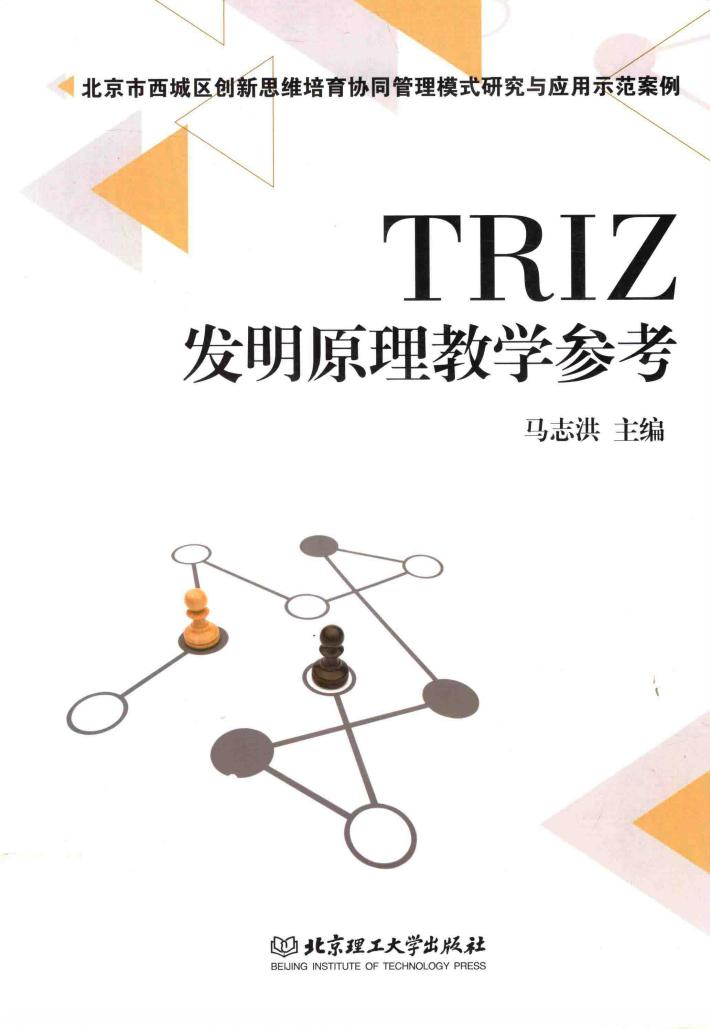 北京市西城区创新思维培育协同管理模式研究与应用示范案例
TRIZ
发明原理教学参考
马志洪 主编
北京理工大学出版社
BEIJING INSTITUTE OF TECHNOLOGY PRESS